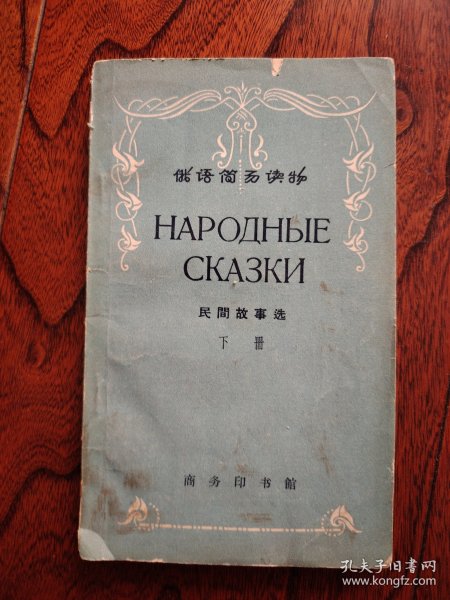 俄语简易读物
НАРОДНЫЕ
СКАЗКИ
民間故事选
下 冊
商务印书館
孔夫子旧书网
www.kongfz.com